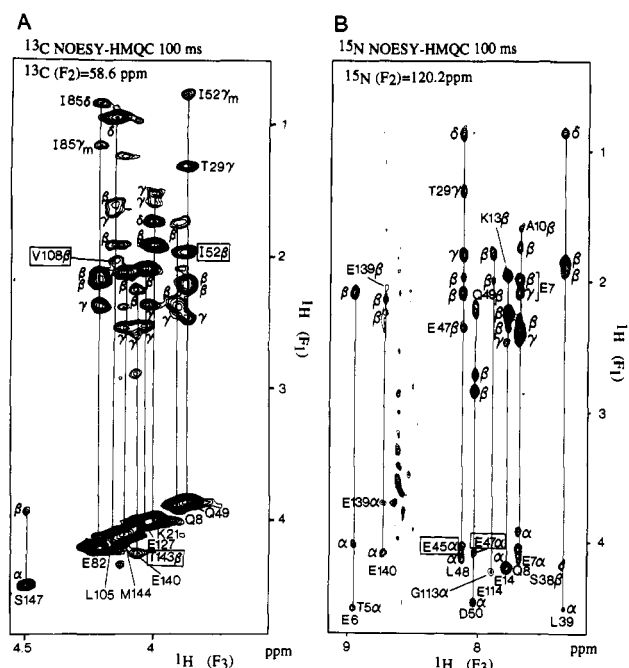 A
¹³C NOESY-HMQC 100 ms
¹³C (F2)=58.6 ppm
I85δ
I52γm
δ
I85γm
T29γ
γ
γ
β
γ
δ
β
β
β
V108β
I52β
β
β
β
β
β
γ
γ
β
γ
γ
γ
β
α
S147
E82
L105
M144
E140
T143β
E127
K21
Q8
Q49
1
2
3
4
¹H (F1)
4.5
4
ppm
¹H (F3)
B
¹⁵N NOESY-HMQC 100 ms
¹⁵N (F2)=120.2ppm
δ
δ
T29γ
K13β
A10β
γ
β
β
β
E139β
β
β
β
β
β
γ
E7
Q49β
β
β
E47β
β
β
γ
β
γ
β
β
E139α
α
α
E45α
E47α
α
α
α
E7α
E140
L48
G113α
E114
E14
Q8
S38β
T5α
E6
α
D50
α
L39
1
2
3
4
¹H (F1)
9
8
ppm
¹H (F3)